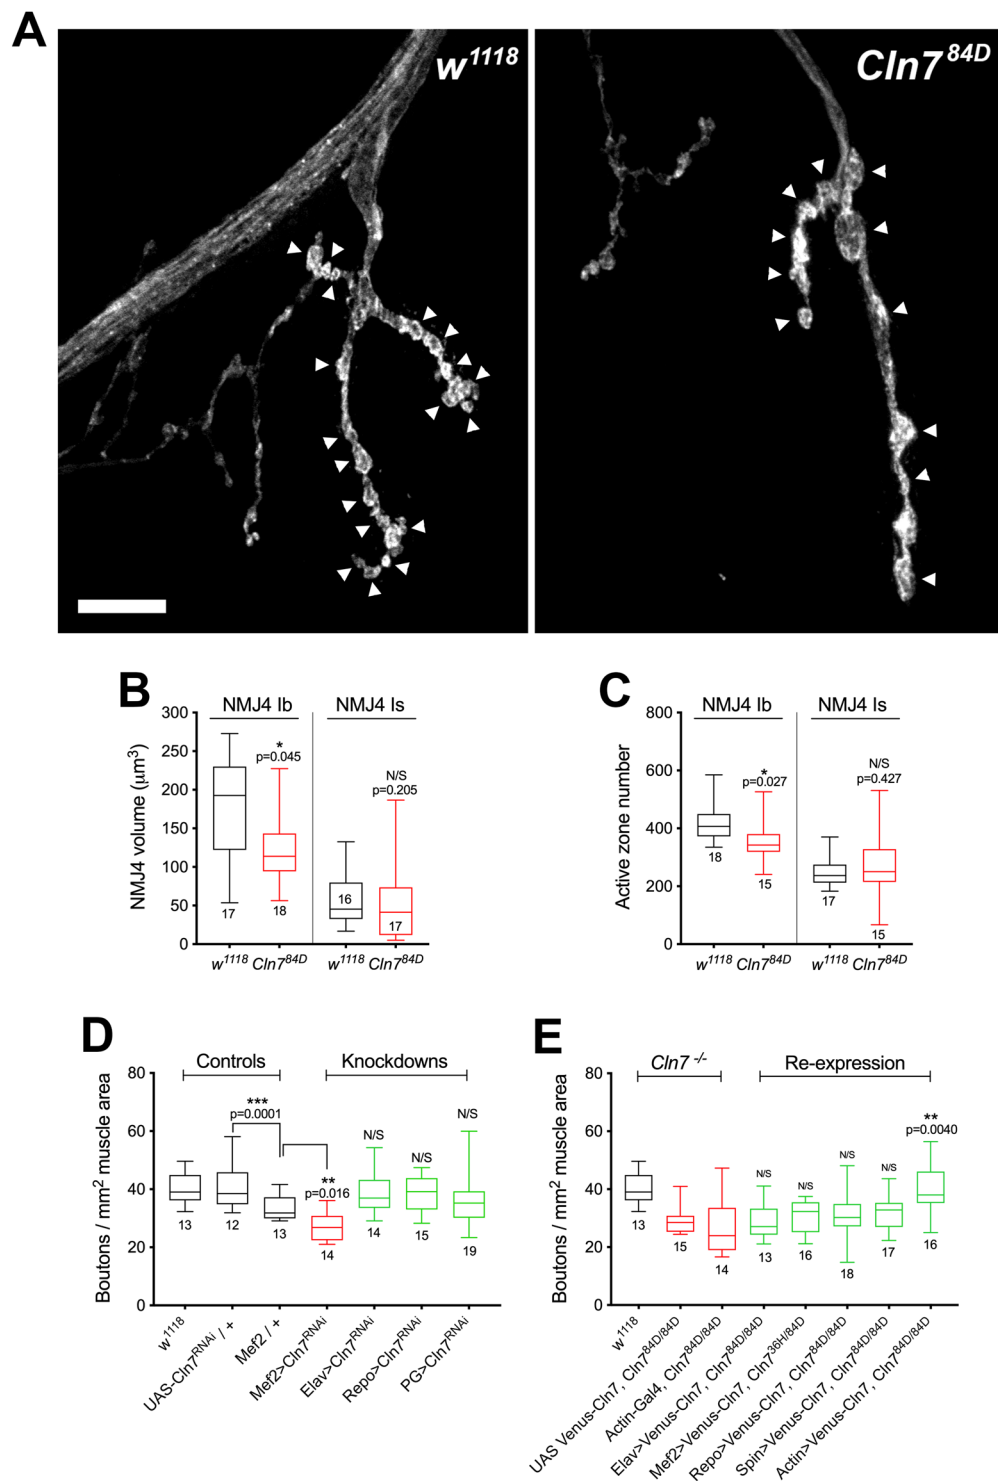 A
w1118
Cln7 84D
B
NMJ4 Ib
NMJ4 Is
NMJ4 volume (μm3)
300
250
200
150
100
50
0
*
p=0.045
N/S
p=0.205
17
18
16
17
w1118 Cln784D
w1118 Cln784D
C
NMJ4 Ib
NMJ4 Is
Active zone number
800
600
400
200
0
*
p=0.027
N/S
p=0.427
18
15
17
15
w1118 Cln784D
w1118 Cln784D
D
Controls
Knockdowns
Boutons / mm2 muscle area
80
60
40
20
0
***
p=0.0001
**
p=0.016
N/S
N/S
N/S
13
12
13
14
14
15
19
w1118
UAS-Cln7RNAi / +
Mef2 / +
Mef2>Cln7RNAi
Elav>Cln7RNAi
Repo>Cln7RNAi
PG>Cln7RNAi
E
Cln7 -/-
Re-expression
Boutons / mm2 muscle area
80
60
40
20
0
N/S
N/S
N/S
N/S
**
p=0.0040
13
15
14
13
16
18
17
16
w1118
UAS Venus-Cln7, Cln784D/84D
Actin-Gal4, Cln784D/84D
Elav>Venus-Cln7, Cln784D/84D
Mef2>Venus-Cln7, Cln736H/84D
Repo>Venus-Cln7, Cln784D/84D
Spin>Venus-Cln7, Cln784D/84D
Actin>Venus-Cln7, Cln784D/84D